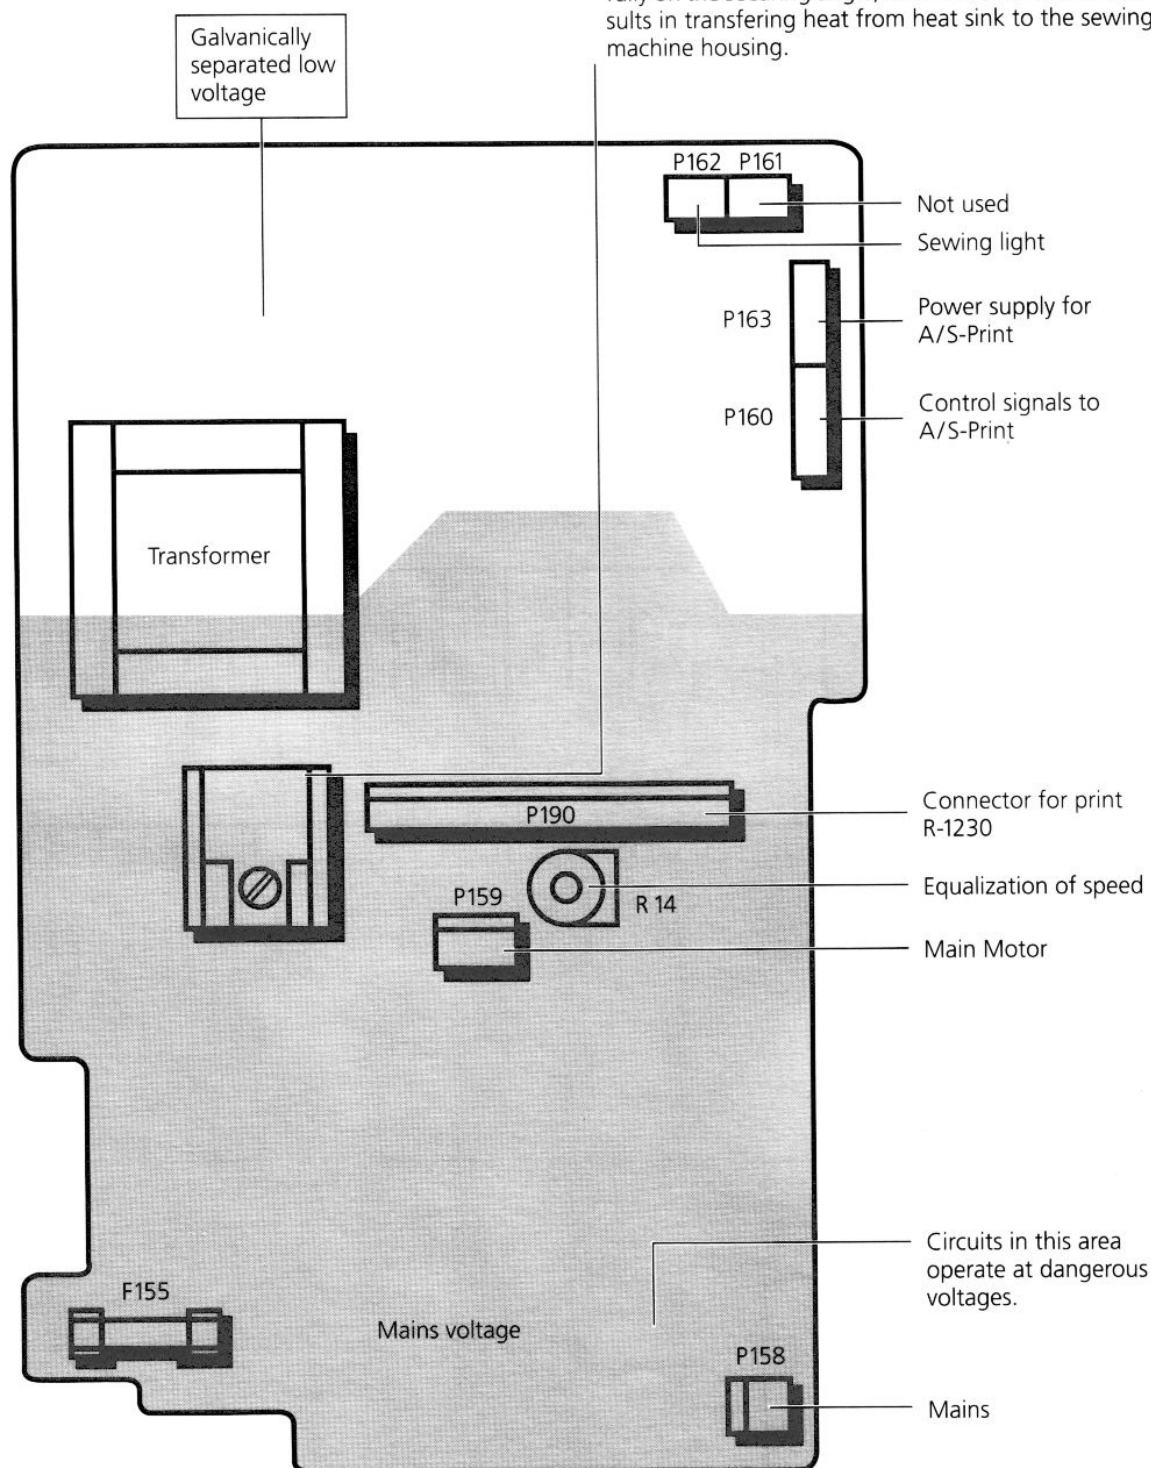 sults in transfering heat from heat sink to the sewing
machine housing.
Galvanically
separated low
voltage
P162 P161
Not used
Sewing light
P163
Power supply for
A/S-Print
P160
Control signals to
A/S-Print
Transformer
P190
Connector for print
R-1230
Equalization of speed
P159
R 14
Main Motor
Circuits in this area
operate at dangerous
voltages.
F155
Mains voltage
P158
Mains